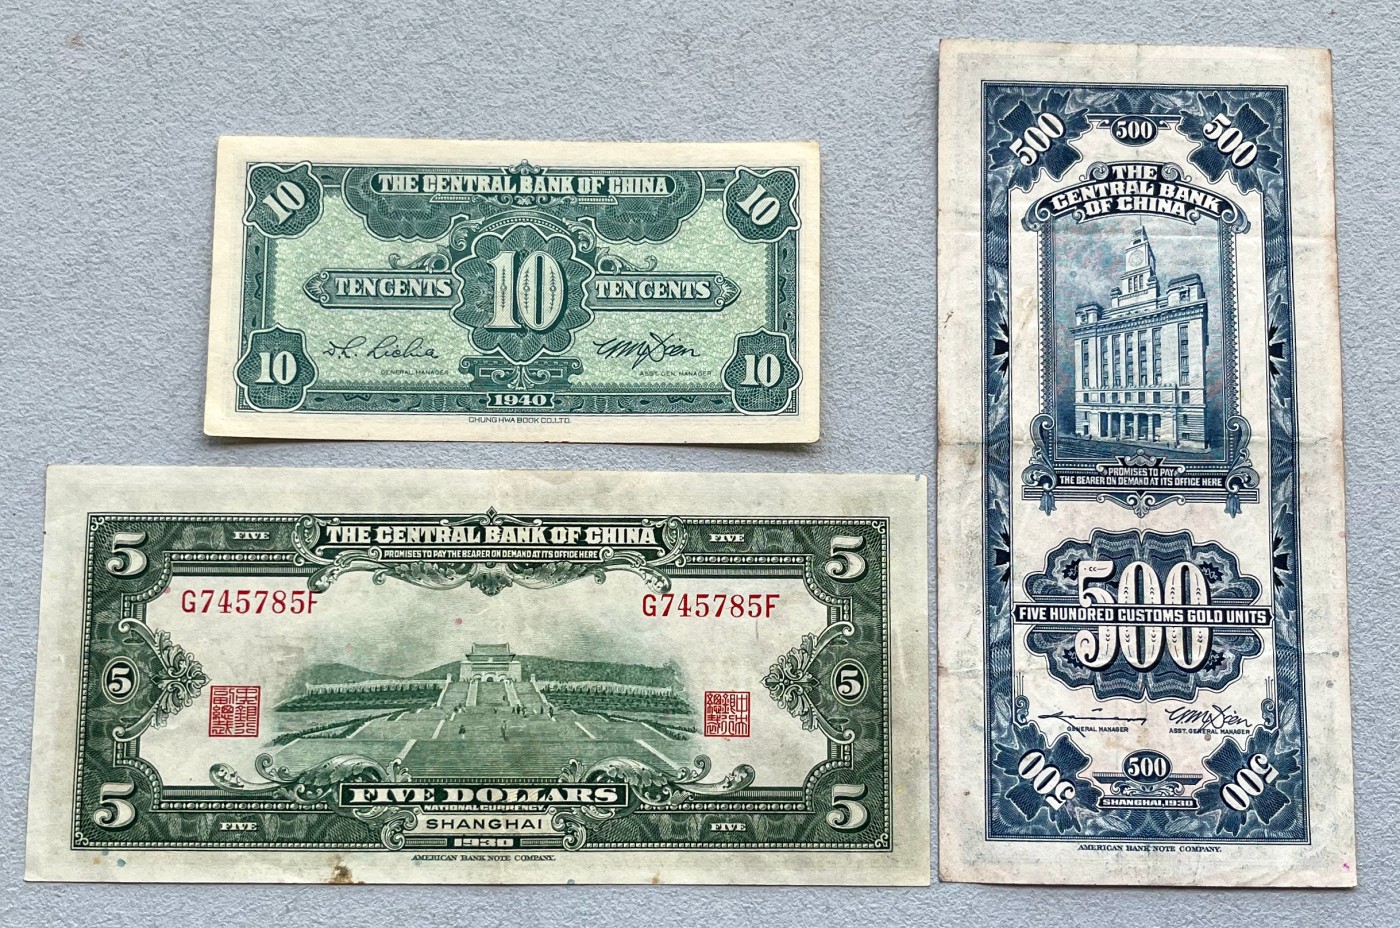 THE CENTRAL BANK OF CHINA
10 10
10
TEN CENTS TEN CENTS
10 10
GENERAL MANAGER ASST. GEN. MANAGER
1940
CHUNG HWA BOOK CO., LTD.
THE CENTRAL BANK OF CHINA
PROMISES TO PAY THE BEARER ON DEMAND AT ITS OFFICE HERE
5 FIVE FIVE 5
G745785F G745785F
5 5
5 5
FIVE DOLLARS
NATIONAL CURRENCY
SHANGHAI
FIVE FIVE
1930
AMERICAN BANK NOTE COMPANY.
500 500 500
THE
CENTRAL BANK
OF CHINA
PROMISES TO PAY
THE BEARER ON DEMAND AT ITS OFFICE HERE
500
FIVE HUNDRED CUSTOMS GOLD UNITS
GENERAL MANAGER ASST. GENERAL MANAGER
500 500 500
SHANGHAI, 1930
AMERICAN BANK NOTE COMPANY.